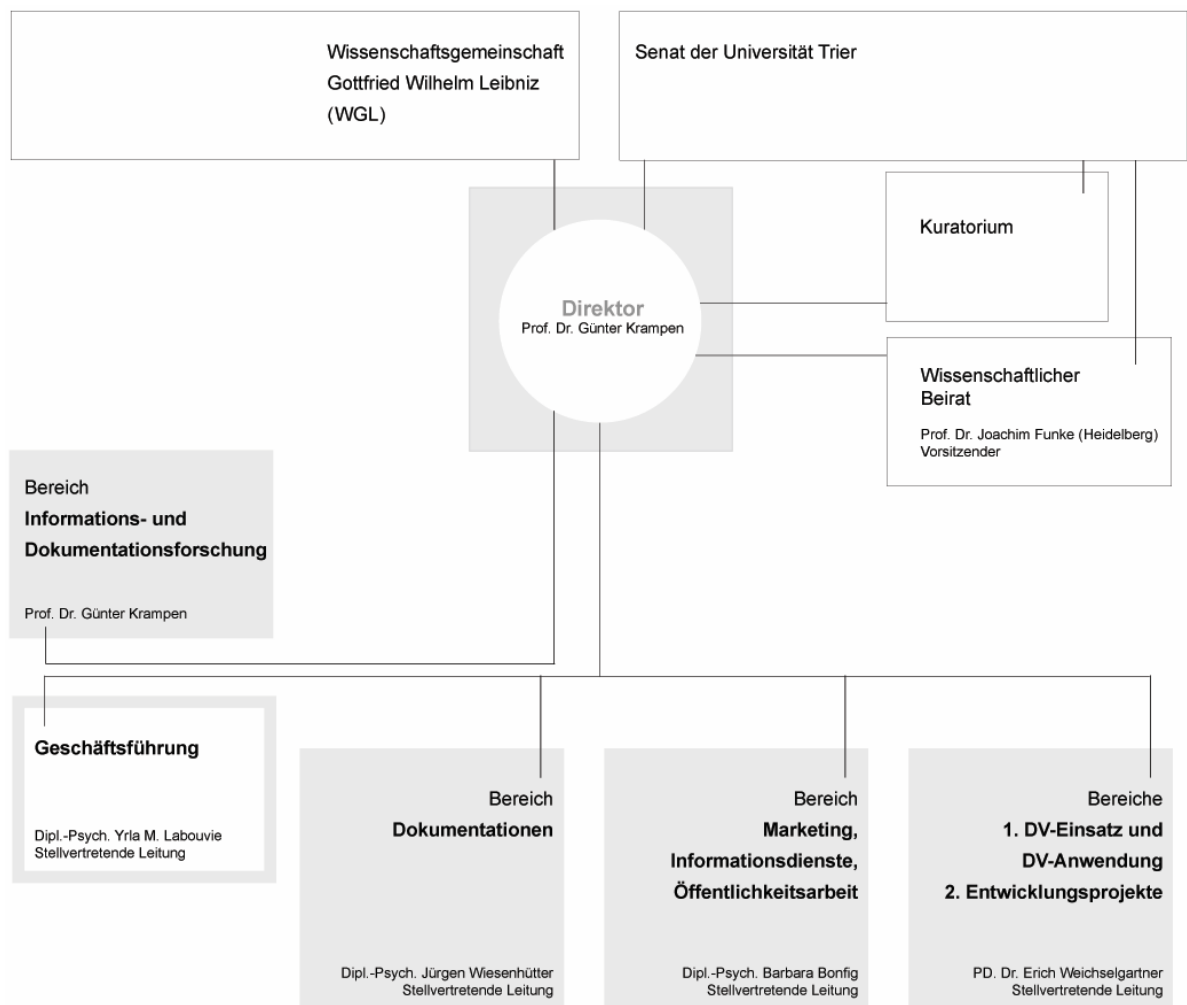 Wissenschaftsgemeinschaft
Gottfried Wilhelm Leibniz
(WGL)
Senat der Universität Trier
Kuratorium
Direktor
Prof. Dr. Günter Krampen
Wissenschaftlicher
Beirat
Prof. Dr. Joachim Funke (Heidelberg)
Vorsitzender
Bereich
Informations- und
Dokumentationsforschung
Prof. Dr. Günter Krampen
Geschäftsführung
Dipl.-Psych. Yrla M. Labouvie
Stellvertretende Leitung
Bereich
Dokumentationen
Dipl.-Psych. Jürgen Wiesenhütter
Stellvertretende Leitung
Bereich
Marketing,
Informationsdienste,
Öffentlichkeitsarbeit
Dipl.-Psych. Barbara Bonfig
Stellvertretende Leitung
Bereiche
1. DV-Einsatz und
DV-Anwendung
2. Entwicklungsprojekte
PD. Dr. Erich Weichselgartner
Stellvertretende Leitung